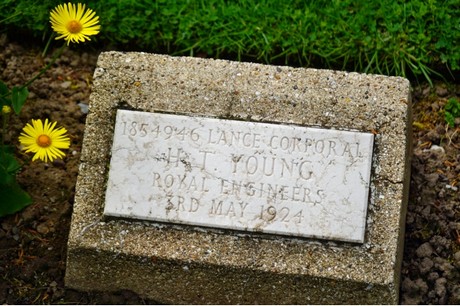 1854946 LANCE CORPORAL
H. T. YOUNG
ROYAL ENGINEERS
3RD MAY 1924